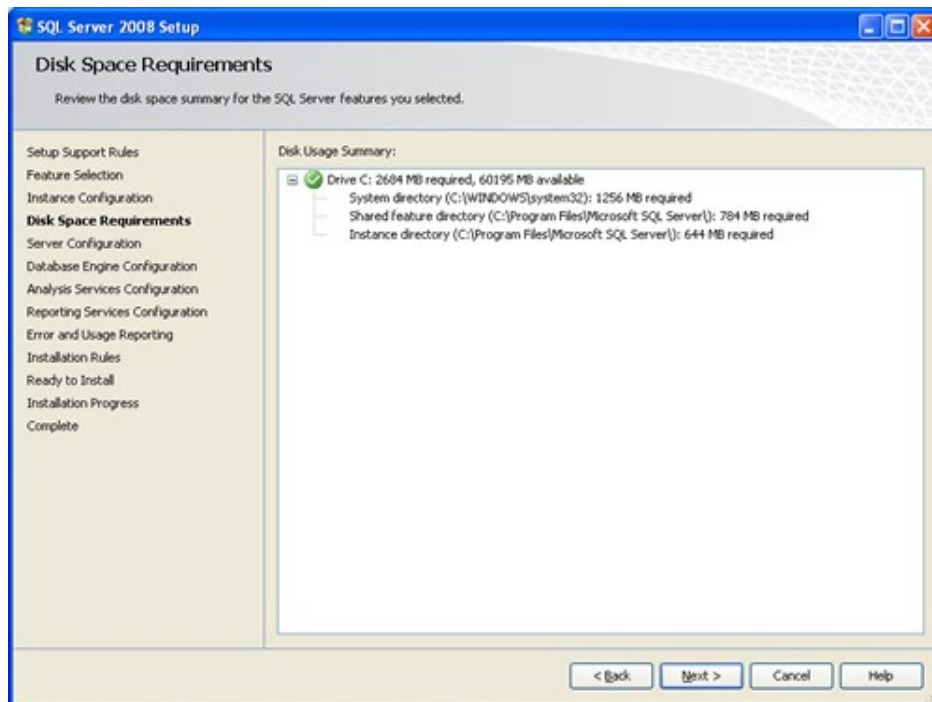 SQL Server 2008 Setup
Disk Space Requirements
Review the disk space summary for the SQL Server features you selected.
Setup Support Rules
Feature Selection
Instance Configuration
Disk Space Requirements
Server Configuration
Database Engine Configuration
Analysis Services Configuration
Reporting Services Configuration
Error and Usage Reporting
Installation Rules
Ready to Install
Installation Progress
Complete
Disk Usage Summary:
Drive C: 2684 MB required, 60195 MB available
System directory (C:\WINDOWS\system32): 1256 MB required
Shared feature directory (C:\Program Files\Microsoft SQL Server\): 784 MB required
Instance directory (C:\Program Files\Microsoft SQL Server\): 644 MB required
< Back
Next >
Cancel
Help